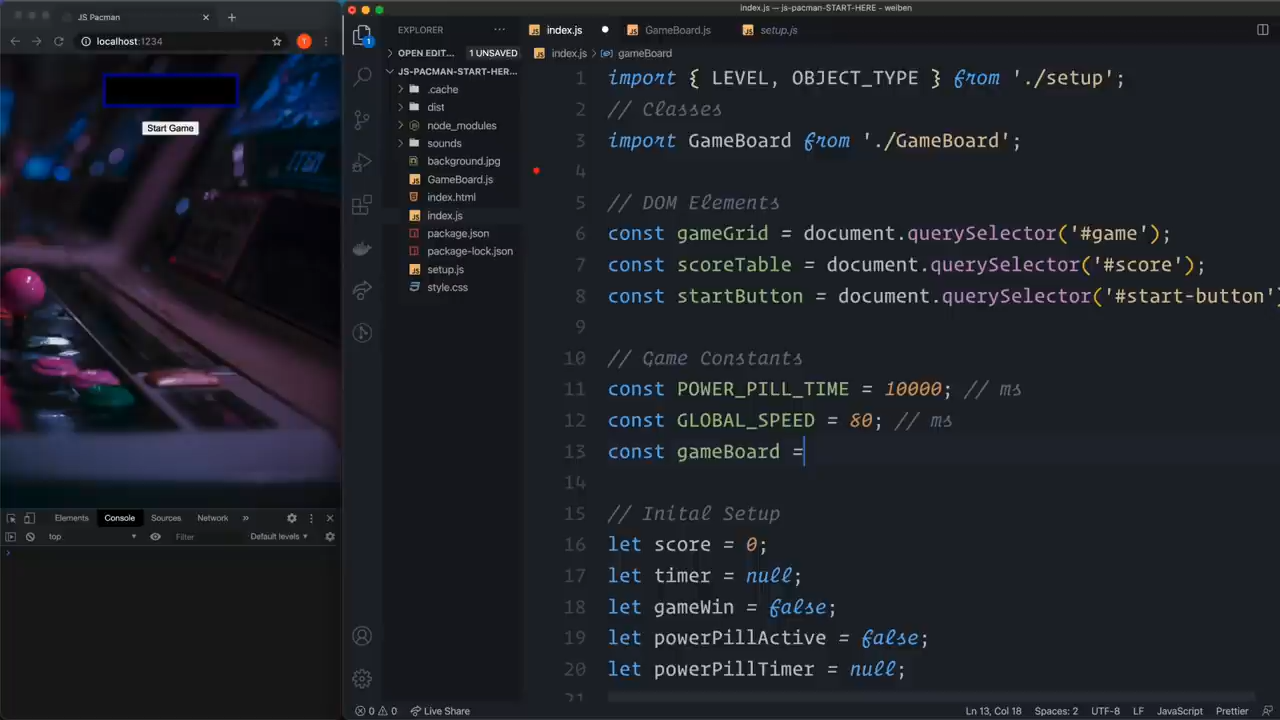 JS Pacman
localhost:1234
Start Game
Elements Console Sources Network »
top Filter Default levels
index.js — js-pacman-START-HERE - weiben
EXPLORER
OPEN EDIT... 1 UNSAVED
JS-PACMAN-START-HER...
.cache
dist
node_modules
sounds
background.jpg
GameBoard.js
index.html
index.js
package.json
package-lock.json
setup.js
style.css
index.js GameBoard.js setup.js
index.js > gameBoard
1 import { LEVEL, OBJECT_TYPE } from './setup';
2 // Classes
3 import GameBoard from './GameBoard';
4
5 // DOM Elements
6 const gameGrid = document.querySelector('#game');
7 const scoreTable = document.querySelector('#score');
8 const startButton = document.querySelector('#start-button'
9
10 // Game Constants
11 const POWER_PILL_TIME = 10000; // ms
12 const GLOBAL_SPEED = 80; // ms
13 const gameBoard =
14
15 // Inital Setup
16 let score = 0;
17 let timer = null;
18 let gameWin = false;
19 let powerPillActive = false;
20 let powerPillTimer = null;
21
0 0 Live Share Ln 13, Col 18 Spaces: 2 UTF-8 LF JavaScript Prettier